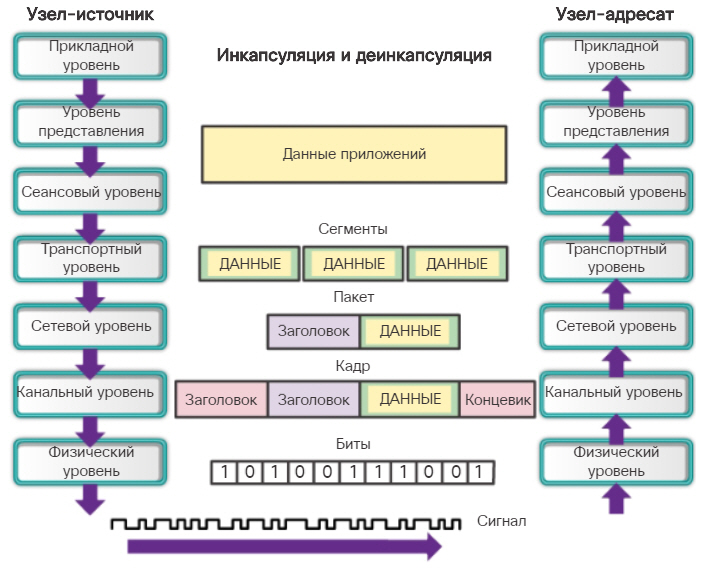 Узел-источник
Узел-адресат
Инкапсуляция и деинкапсуляция
Прикладной
уровень
Уровень
представления
Сеансовый уровень
Транспортный
уровень
Сетевой уровень
Канальный уровень
Физический
уровень
Данные приложений
Сегменты
ДАННЫЕ ДАННЫЕ ДАННЫЕ
Пакет
Заголовок ДАННЫЕ
Кадр
Заголовок Заголовок ДАННЫЕ Концевик
Биты
1 0 1 0 0 1 1 1 0 0 1
Сигнал
Прикладной
уровень
Уровень
представления
Сеансовый уровень
Транспортный
уровень
Сетевой уровень
Канальный уровень
Физический
уровень